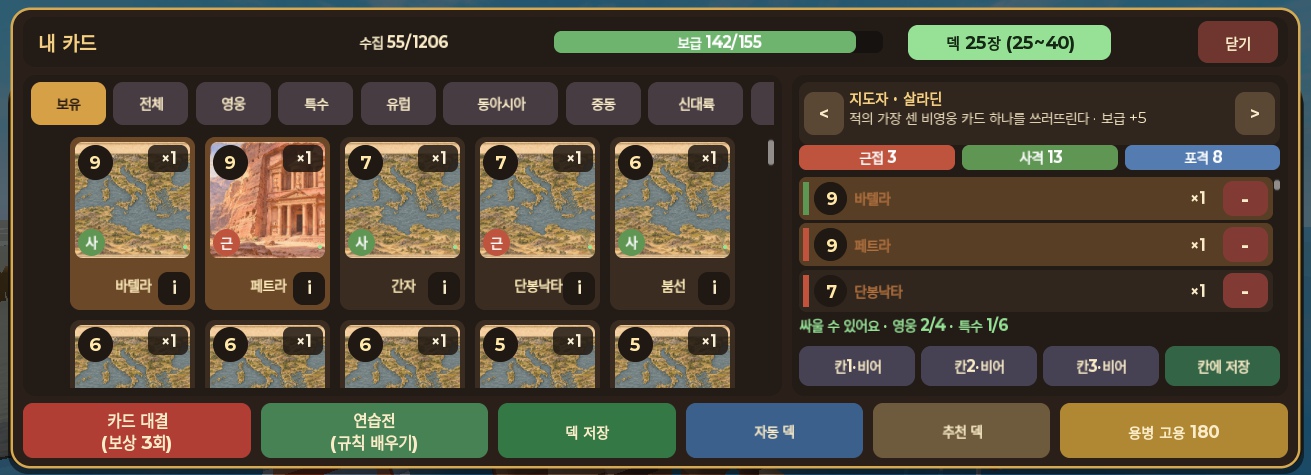 내 카드
수집 55/1206
보급 142/155
덱 25장 (25~40)
닫기
보유
전체
영웅
특수
유럽
동아시아
중동
신대륙
9
×1
사
바텔라
i
9
×1
근
페트라
i
7
×1
사
간자
i
7
×1
근
단봉낙타
i
6
×1
사
붐선
i
6
×1
6
×1
6
×1
5
×1
5
×1
<
지도자 · 살라딘
적의 가장 센 비영웅 카드 하나를 쓰러뜨린다 · 보급 +5
>
근접 3
사격 13
포격 8
9
바텔라
×1
-
9
페트라
×1
-
7
단봉낙타
×1
-
싸울 수 있어요 · 영웅 2/4 · 특수 1/6
칸1·비어
칸2·비어
칸3·비어
칸에 저장
카드 대결
(보상 3회)
연습전
(규칙 배우기)
덱 저장
자동 덱
추천 덱
용병 고용 180